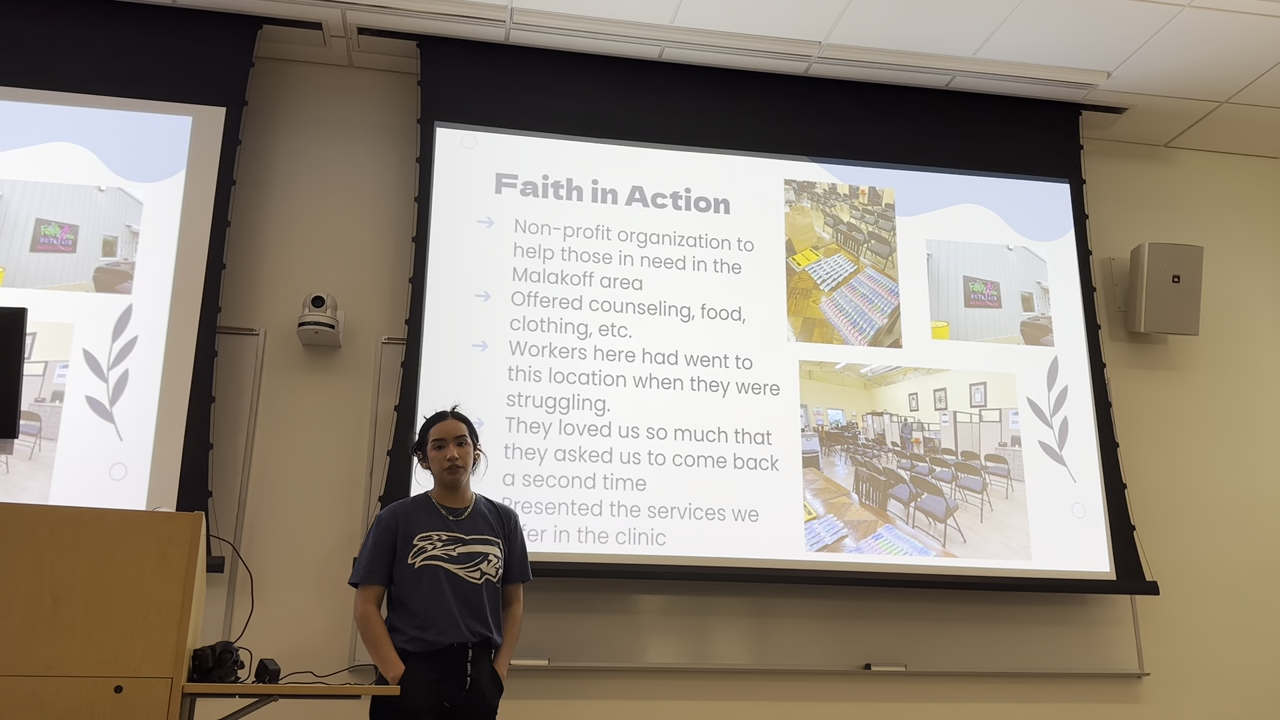 Faith in Action
Non-profit organization to
help those in need in the
Malakoff area
Offered counseling, food,
clothing, etc.
Workers here had went to
this location when they were
struggling.
They loved us so much that
they asked us to come back
a second time
Presented the services we
fer in the clinic